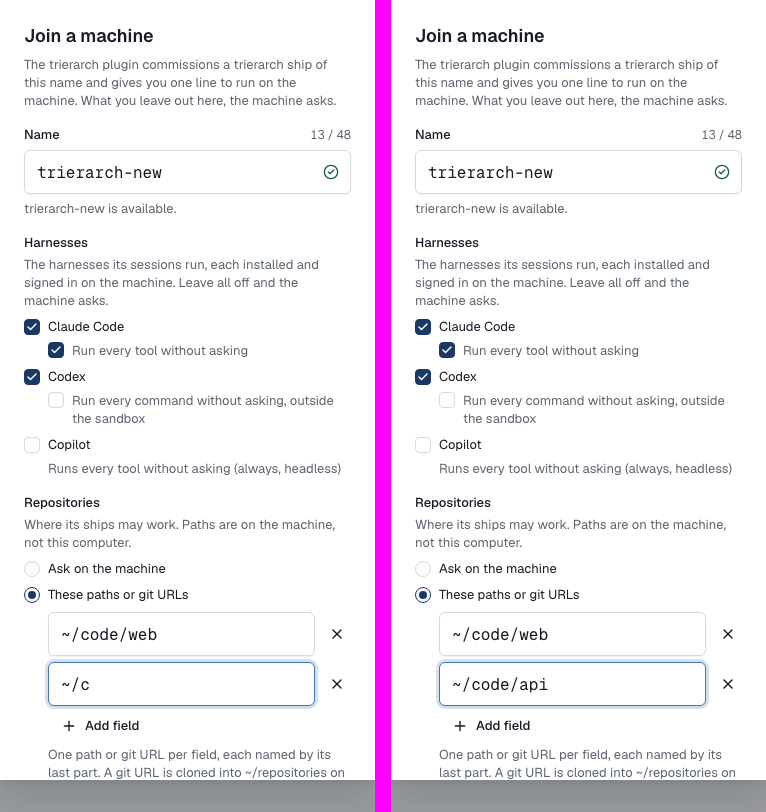 Join a machine
The trierarch plugin commissions a trierarch ship of
this name and gives you one line to run on the
machine. What you leave out here, the machine asks.
Name 13 / 48
trierarch-new
trierarch-new is available.
Harnesses
The harnesses its sessions run, each installed and
signed in on the machine. Leave all off and the
machine asks.
Claude Code
Run every tool without asking
Codex
Run every command without asking, outside
the sandbox
Copilot
Runs every tool without asking (always, headless)
Repositories
Where its ships may work. Paths are on the machine,
not this computer.
Ask on the machine
These paths or git URLs
~/code/web
~/c
Add field
One path or git URL per field, each named by its
last part. A git URL is cloned into ~/repositories on
Join a machine
The trierarch plugin commissions a trierarch ship of
this name and gives you one line to run on the
machine. What you leave out here, the machine asks.
Name 13 / 48
trierarch-new
trierarch-new is available.
Harnesses
The harnesses its sessions run, each installed and
signed in on the machine. Leave all off and the
machine asks.
Claude Code
Run every tool without asking
Codex
Run every command without asking, outside
the sandbox
Copilot
Runs every tool without asking (always, headless)
Repositories
Where its ships may work. Paths are on the machine,
not this computer.
Ask on the machine
These paths or git URLs
~/code/web
~/code/api
Add field
One path or git URL per field, each named by its
last part. A git URL is cloned into ~/repositories on